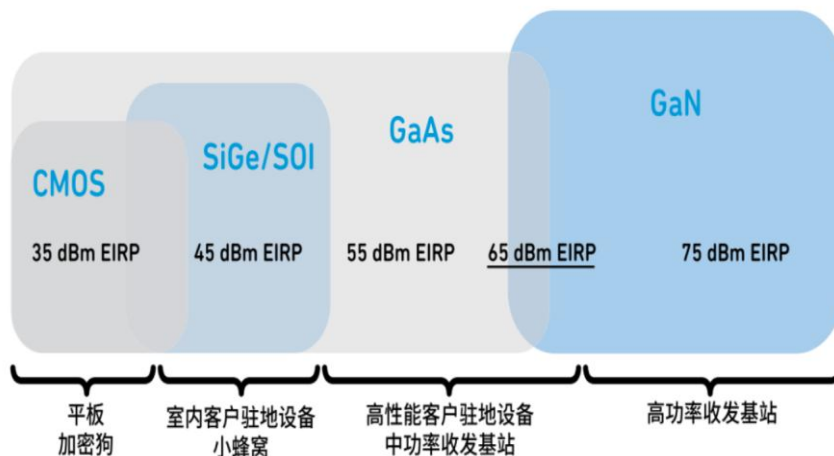 GaN
GaAs
SiGe/SOI
CMOS
35 dBm EIRP
45 dBm EIRP
55 dBm EIRP
65 dBm EIRP
75 dBm EIRP
平板
加密狗
室内客户驻地设备
小蜂窝
高性能客户驻地设备
中功率收发基站
高功率收发基站